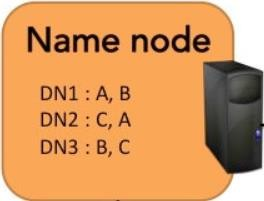 Name node
DN1 : A, B
DN2 : C, A
DN3 : B, C